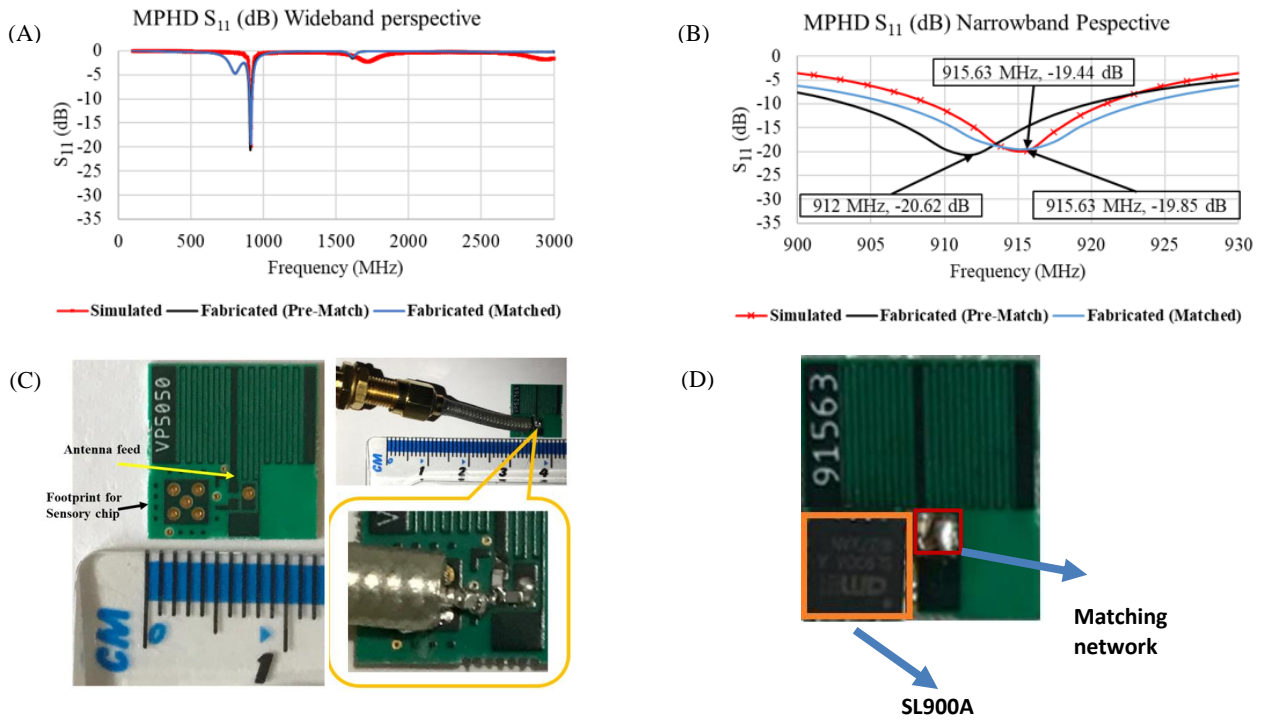 (A)
MPHD S11 (dB) Wideband perspective
0
-5
-10
-15
-20
-25
-30
-35
S11 (dB)
0 500 1000 1500 2000 2500 3000
Frequency (MHz)
Simulated Fabricated (Pre-Match) Fabricated (Matched)
(B)
MPHD S11 (dB) Narrowband Pespective
0
-5
-10
-15
-20
-25
-30
-35
S11 (dB)
915.63 MHz, -19.44 dB
912 MHz, -20.62 dB
915.63 MHz, -19.85 dB
900 905 910 915 920 925 930
Frequency (MHz)
Simulated Fabricated (Pre-Match) Fabricated (Matched)
(C)
VP5050
Antenna feed
Footprint for
Sensory chip
CM
0
1
CM
0 1 2 3 4
V
(D)
91563
SL900A
Matching
network
SL900A